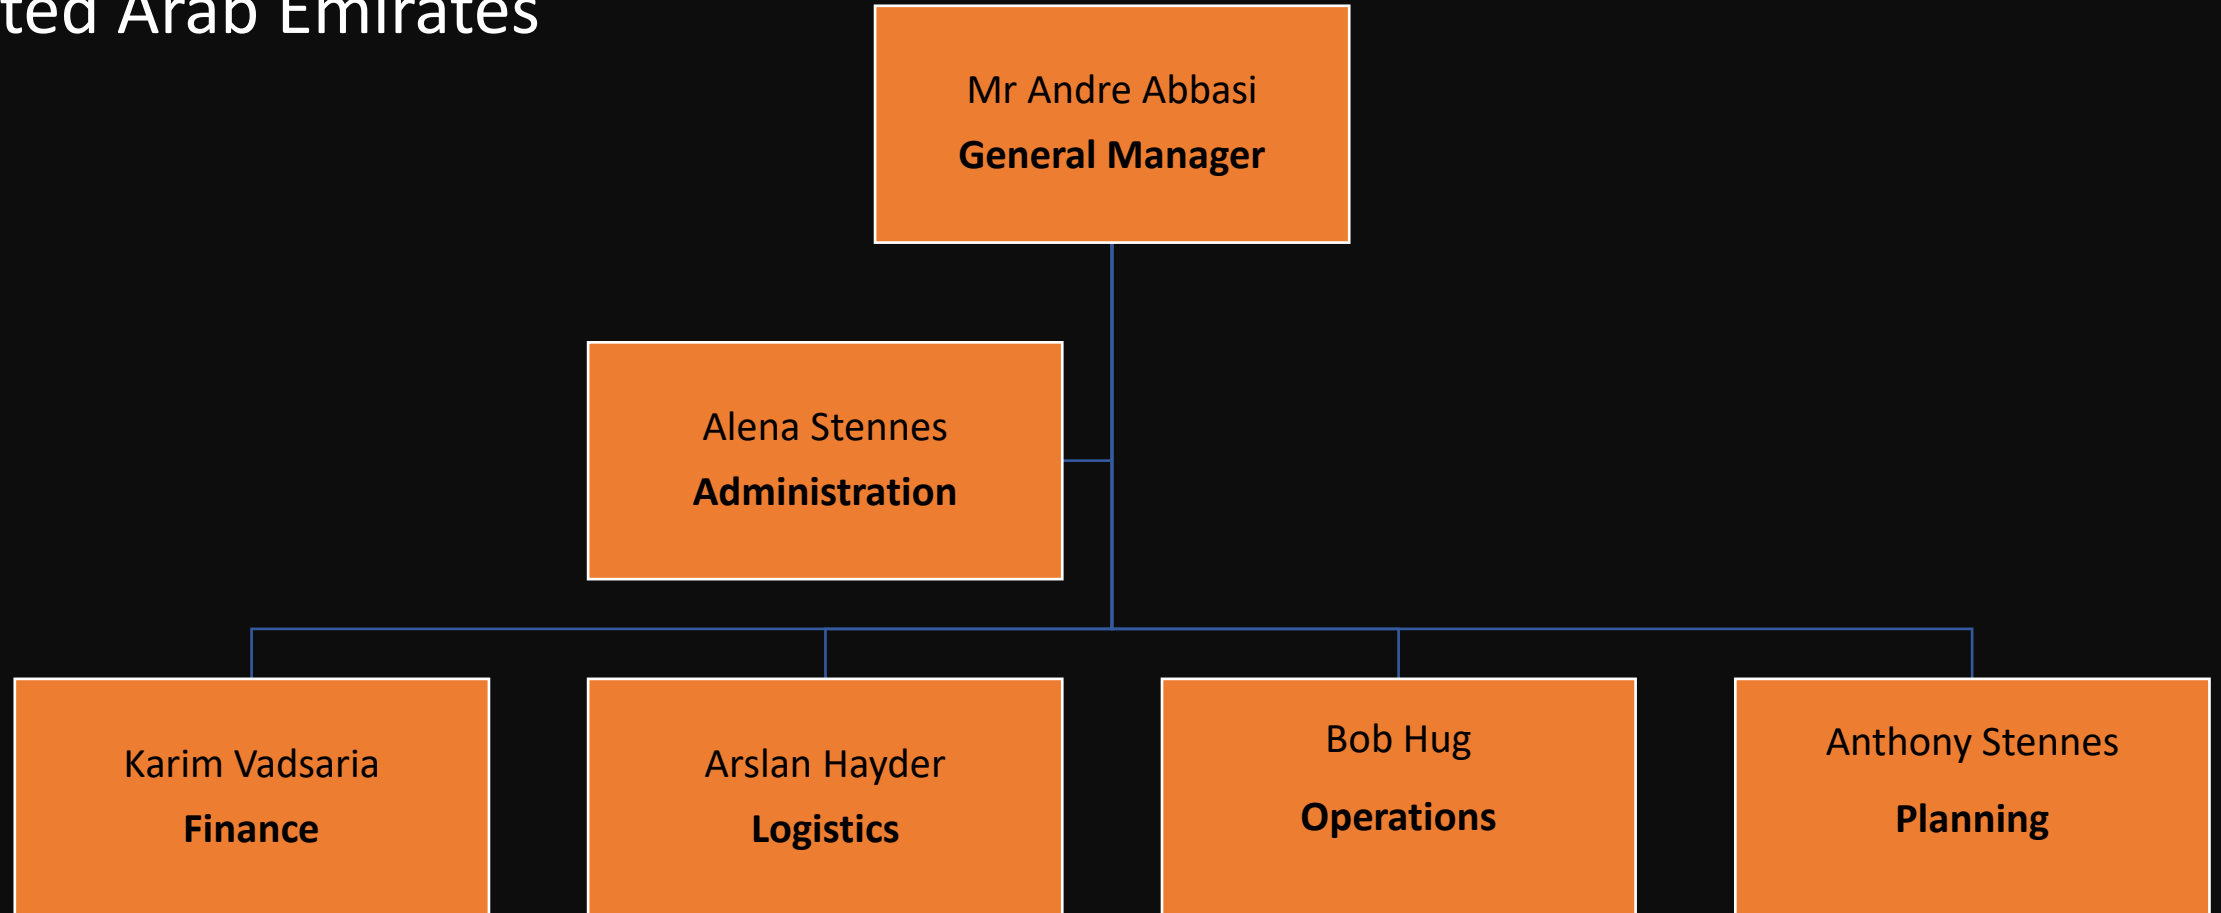 ted Arab Emirates
Mr Andre Abbasi
General Manager
Alena Stennes
Administration
Karim Vadsaria
Finance
Arslan Hayder
Logistics
Bob Hug
Operations
Anthony Stennes
Planning